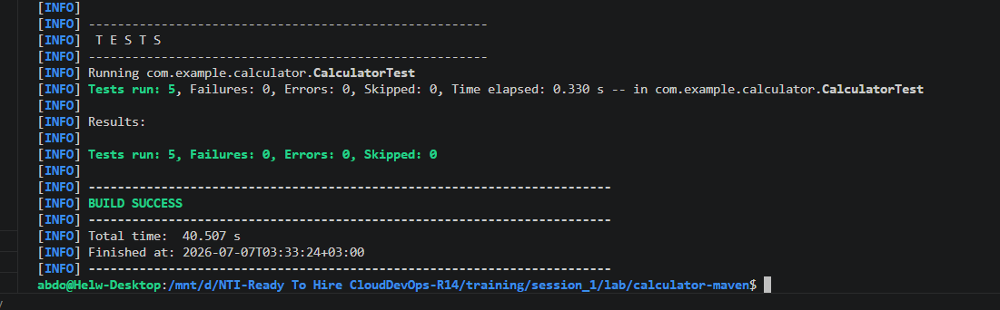 [INFO]
[INFO] -------------------------------------------------------
[INFO]  T E S T S
[INFO] -------------------------------------------------------
[INFO] Running com.example.calculator.CalculatorTest
[INFO] Tests run: 5, Failures: 0, Errors: 0, Skipped: 0, Time elapsed: 0.330 s -- in com.example.calculator.CalculatorTest
[INFO]
[INFO] Results:
[INFO]
[INFO] Tests run: 5, Failures: 0, Errors: 0, Skipped: 0
[INFO]
[INFO] ------------------------------------------------------------------------
[INFO] BUILD SUCCESS
[INFO] ------------------------------------------------------------------------
[INFO] Total time:  40.507 s
[INFO] Finished at: 2026-07-07T03:33:24+03:00
[INFO] ------------------------------------------------------------------------
abdo@Helw-Desktop:/mnt/d/NTI-Ready To Hire CloudDevOps-R14/training/session_1/lab/calculator-maven$